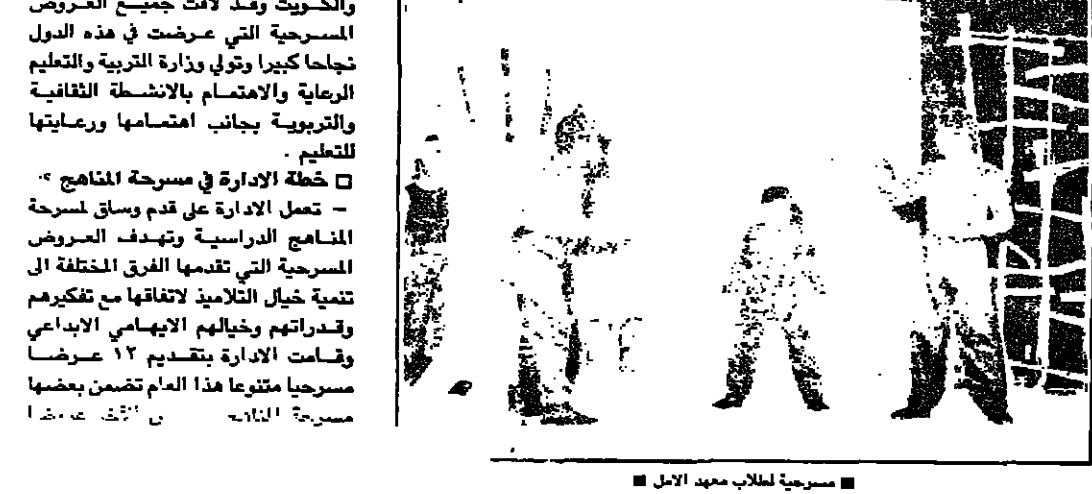 والكويت وقد لاقت جميع العروض
المسرحية التي عرضت في هذه الدول
نجاحا كبيرا وتولي وزارة التربية والتعليم
الرعاية والاهتمام بالانشطة الثقافية
والتربوية بجانب اهتمامها ورعايتها
للتعليم .
□ خطة الادارة في مسرحة المناهج ؟
- تعمل الادارة على قدم وساق لمسرحة
المناهج الدراسية وتهدف العروض
المسرحية التي تقدمها الفرق المختلفة الى
تنمية خيال التلاميذ لاتفاقها مع تفكيرهم
وقدراتهم وخيالهم الايهامي الابداعي
وقامت الادارة بتقديم ١٢ عرضا
مسرحيا متنوعا هذا العام تضمن بعضها
مسرحة المناهج
■ مسرحية لطلاب معهد الامل ■